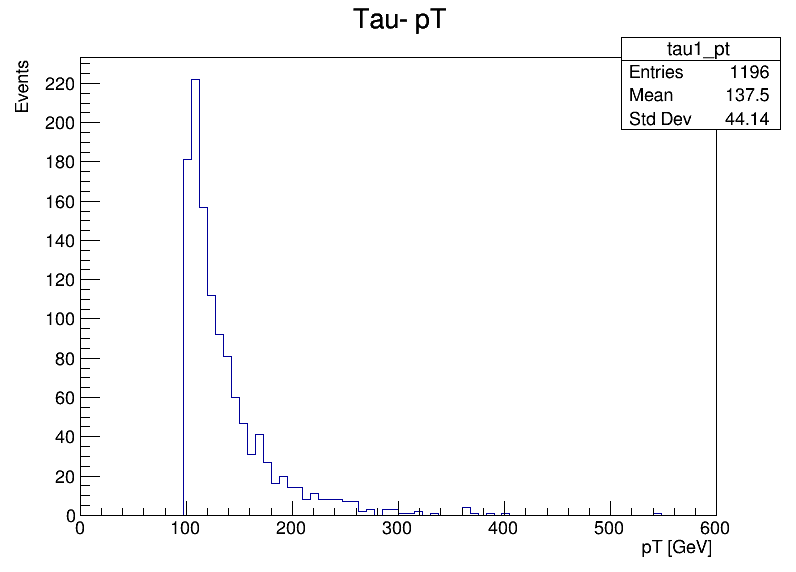 Tau- pT
tau1_pt
Entries 1196
Mean 137.5
Std Dev 44.14
Events
220
200
180
160
140
120
100
80
60
40
20
0
0 100 200 300 400 500 600
pT [GeV]